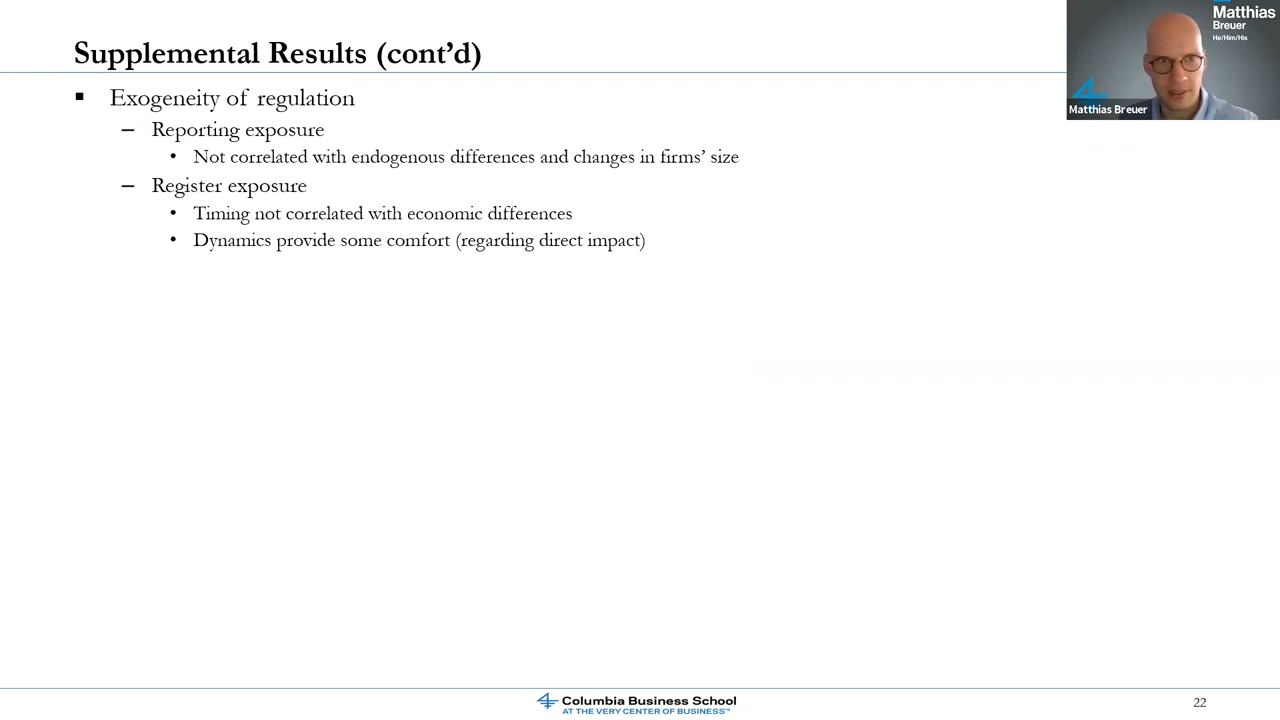 Supplemental Results (cont’d)
▪ Exogeneity of regulation
– Reporting exposure
• Not correlated with endogenous differences and changes in firms’ size
– Register exposure
• Timing not correlated with economic differences
• Dynamics provide some comfort (regarding direct impact)
Matthias
Breuer
He/Him/His
Matthias Breuer
Columbia Business School
AT THE VERY CENTER OF BUSINESS™
22